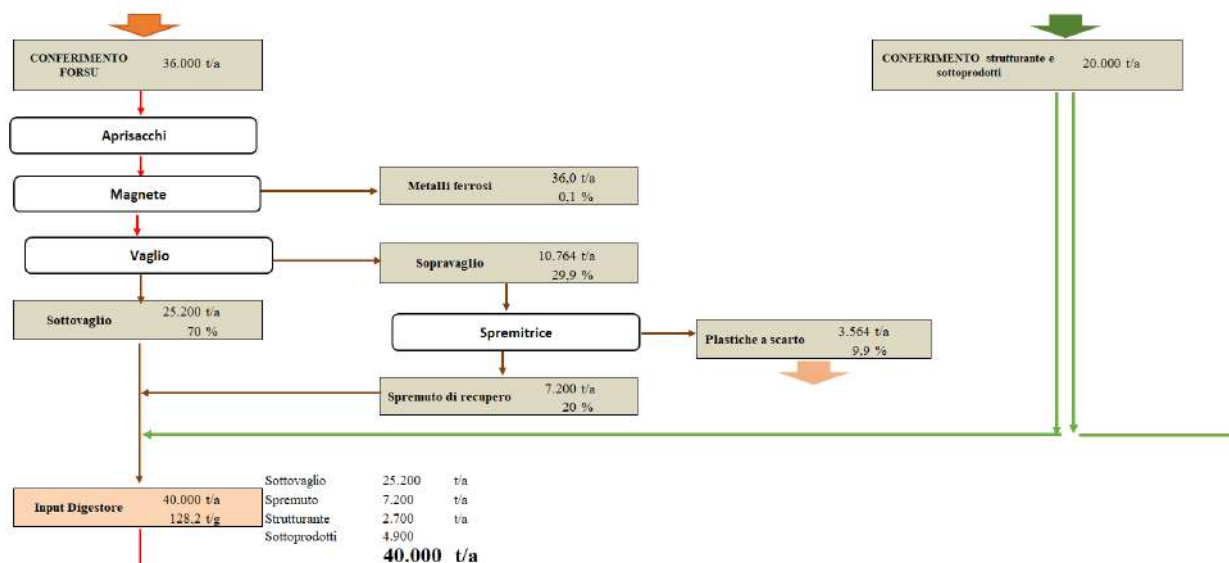 CONFERIMENTO
FORSU
36.000 t/a
CONFERIMENTO strutturante e
sottoprodotti
20.000 t/a
Aprisacchi
Magnete
Metalli ferrosi
36,0 t/a
0,1 %
Vaglio
Sopravaglio
10.764 t/a
29,9 %
Sottovaglio
25.200 t/a
70 %
Spremitrice
Plastiche a scarto
3.564 t/a
9,9 %
Spremuto di recupero
7.200 t/a
20 %
Input Digestore
40.000 t/a
128,2 t/g
Sottovaglio 25.200 t/a
Spremuto 7.200 t/a
Strutturante 2.700 t/a
Sottoprodotti 4.900
40.000 t/a